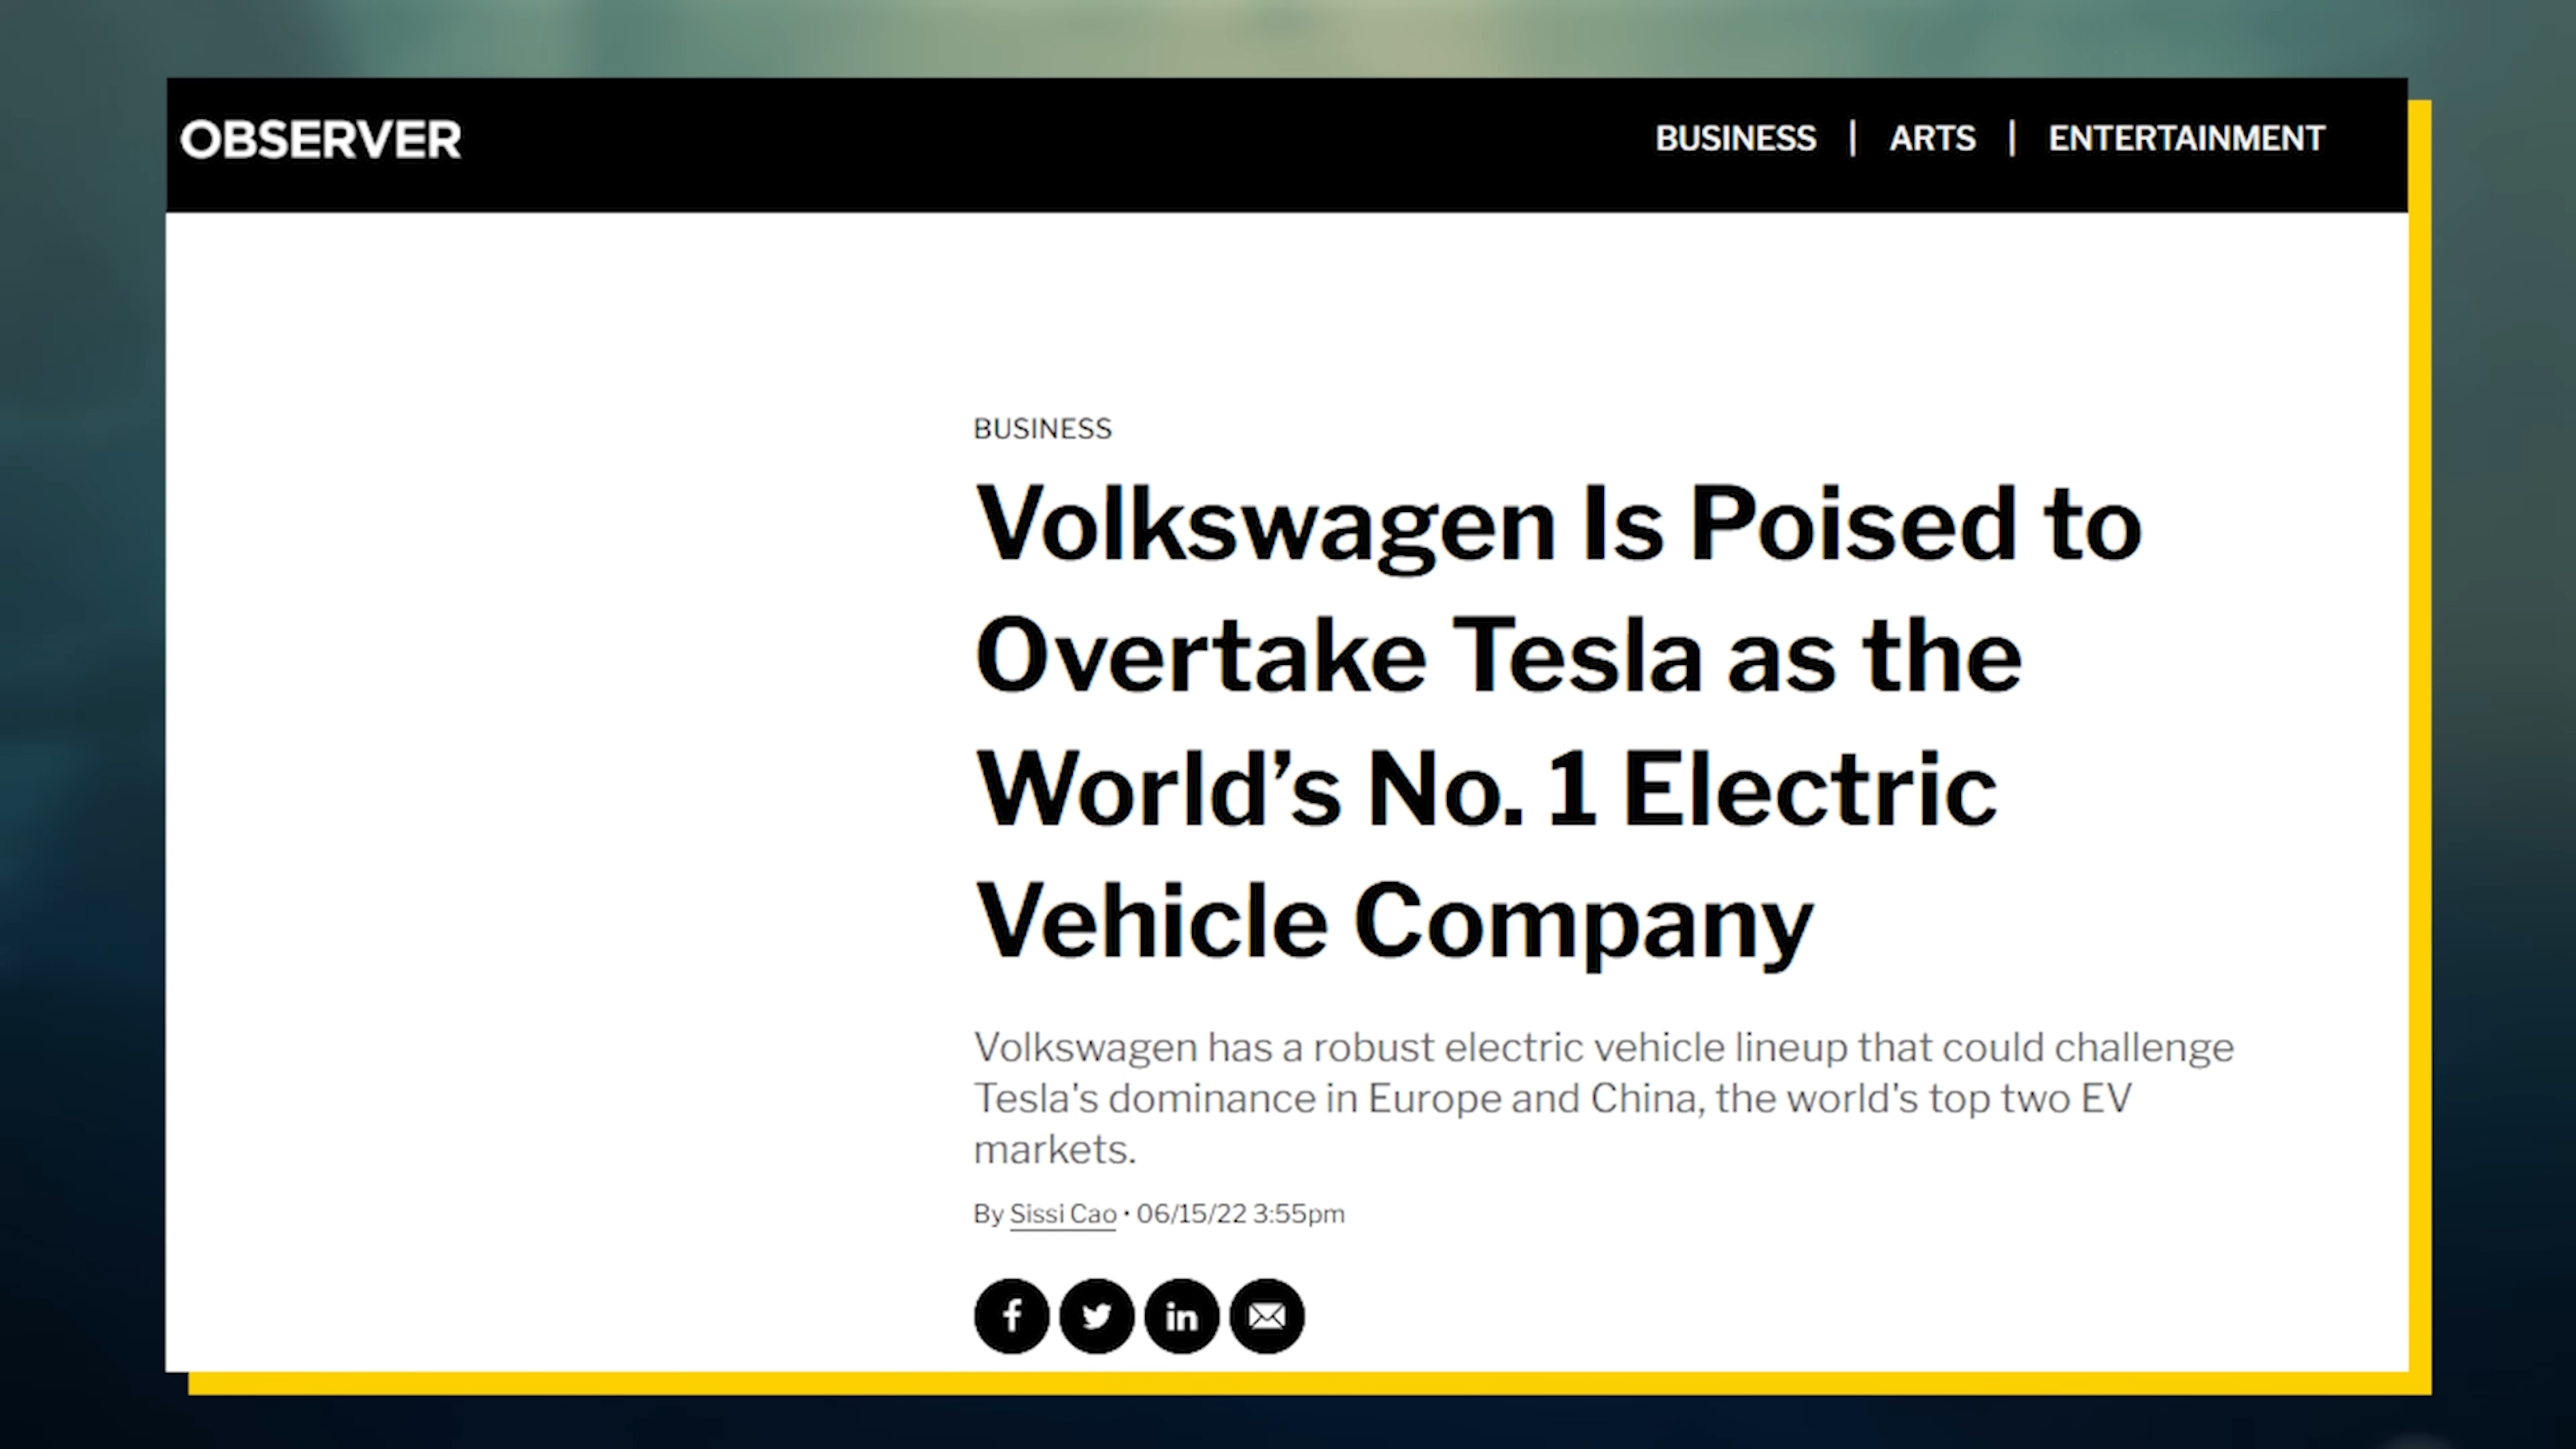 OBSERVER
BUSINESS | ARTS | ENTERTAINMENT
BUSINESS
Volkswagen Is Poised to
Overtake Tesla as the
World’s No. 1 Electric
Vehicle Company
Volkswagen has a robust electric vehicle lineup that could challenge
Tesla's dominance in Europe and China, the world's top two EV
markets.
By Sissi Cao • 06/15/22 3:55pm